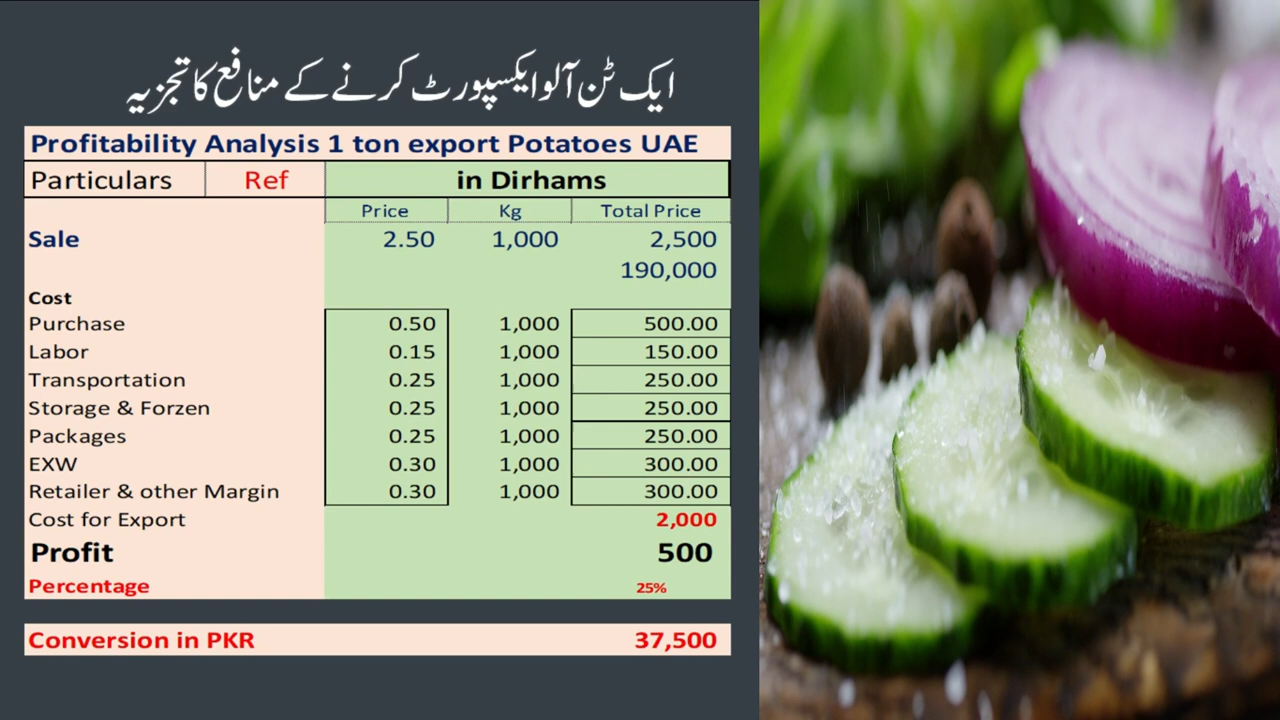 ایک ٹن آلو ایکسپورٹ کرنے کے منافع کا تجزیہ
Profitability Analysis 1 ton export Potatoes UAE
Particulars Ref in Dirhams
Price Kg Total Price
Sale 2.50 1,000 2,500
190,000
Cost
Purchase 0.50 1,000 500.00
Labor 0.15 1,000 150.00
Transportation 0.25 1,000 250.00
Storage & Forzen 0.25 1,000 250.00
Packages 0.25 1,000 250.00
EXW 0.30 1,000 300.00
Retailer & other Margin 0.30 1,000 300.00
Cost for Export 2,000
Profit 500
Percentage 25%
Conversion in PKR 37,500